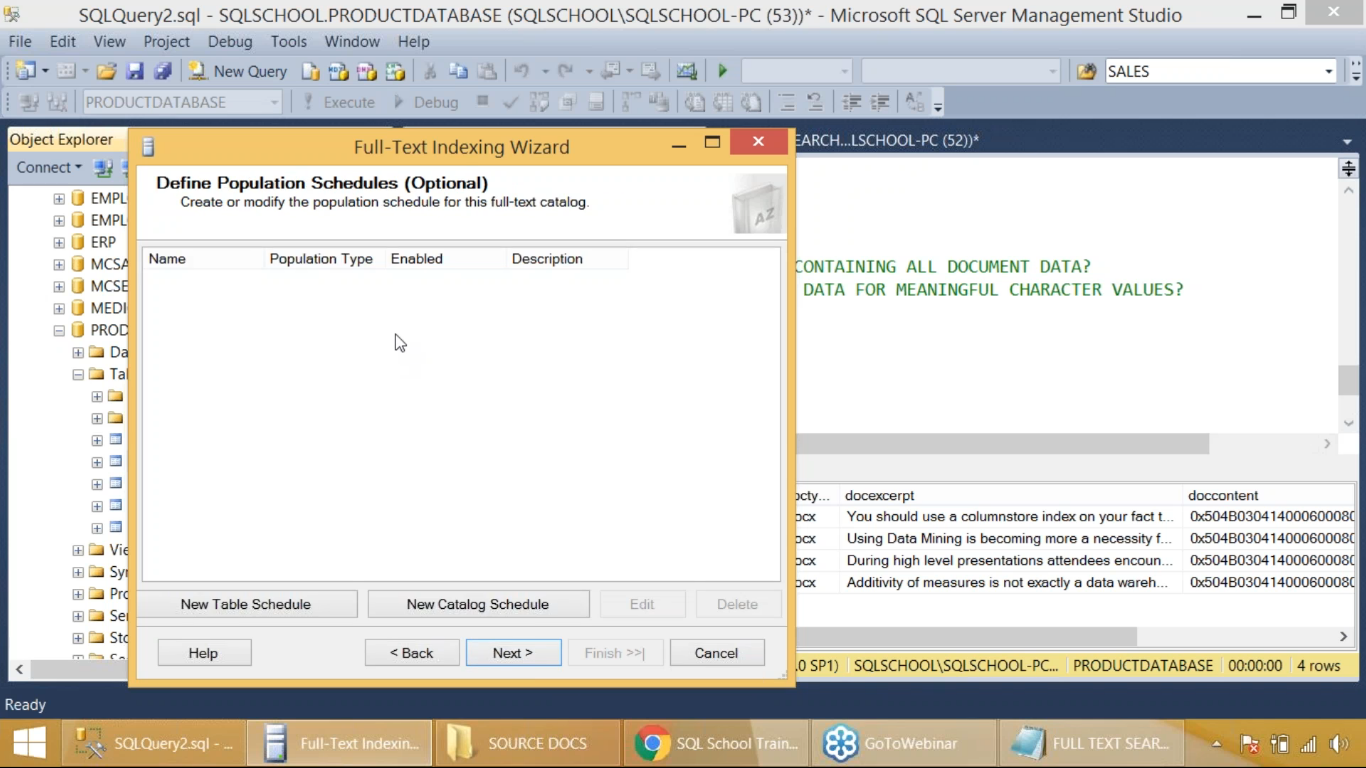 SQLQuery2.sql - SQLSCHOOL.PRODUCTDATABASE (SQLSCHOOL\SQLSCHOOL-PC (53))* - Microsoft SQL Server Management Studio
File Edit View Project Debug Tools Window Help
New Query SALES
PRODUCTDATABASE Execute Debug
Object Explorer
Full-Text Indexing Wizard
EARCH...LSCHOOL-PC (52))*
Connect
Define Population Schedules (Optional)
Create or modify the population schedule for this full-text catalog.
AZ
EMPL
EMPL
ERP
MCSA
MCSE
MEDI
PROD
Da
Tal
Vie
Syr
Pro
Ser
Sto
Name Population Type Enabled Description
CONTAINING ALL DOCUMENT DATA?
DATA FOR MEANINGFUL CHARACTER VALUES?
octy... docexcerpt doccontent
ocx You should use a columnstore index on your fact t... 0x504B030414000600080
ocx Using Data Mining is becoming more a necessity f... 0x504B030414000600080
ocx During high level presentations attendees encoun... 0x504B030414000600080
ocx Additivity of measures is not exactly a data wareh... 0x504B030414000600080
New Table Schedule New Catalog Schedule Edit Delete
Help < Back Next > Finish >>| Cancel
.0 SP1) SQLSCHOOL\SQLSCHOOL-PC... PRODUCTDATABASE 00:00:00 4 rows
Ready
SQLQuery2.sql - ... Full-Text Indexin... SOURCE DOCS SQL School Train... GoToWebinar FULL TEXT SEAR...